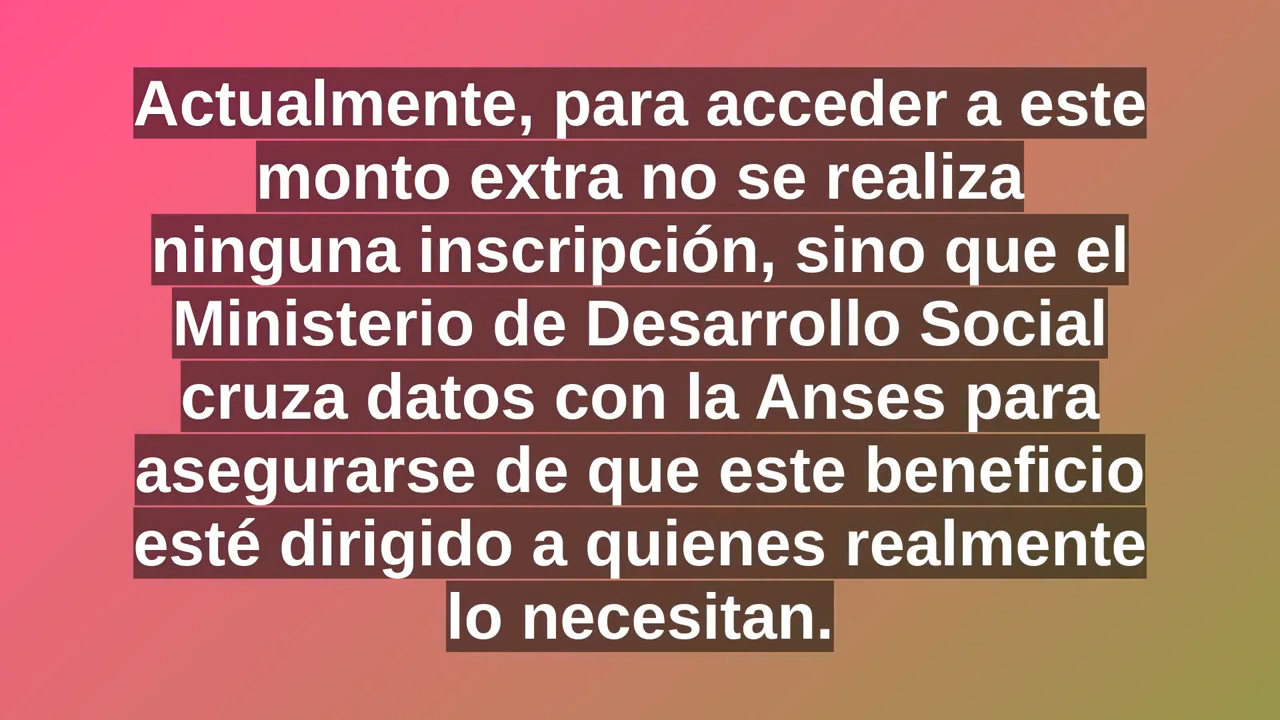 Actualmente, para acceder a este
monto extra no se realiza
ninguna inscripción, sino que el
Ministerio de Desarrollo Social
cruza datos con la Anses para
asegurarse de que este beneficio
esté dirigido a quienes realmente
lo necesitan.